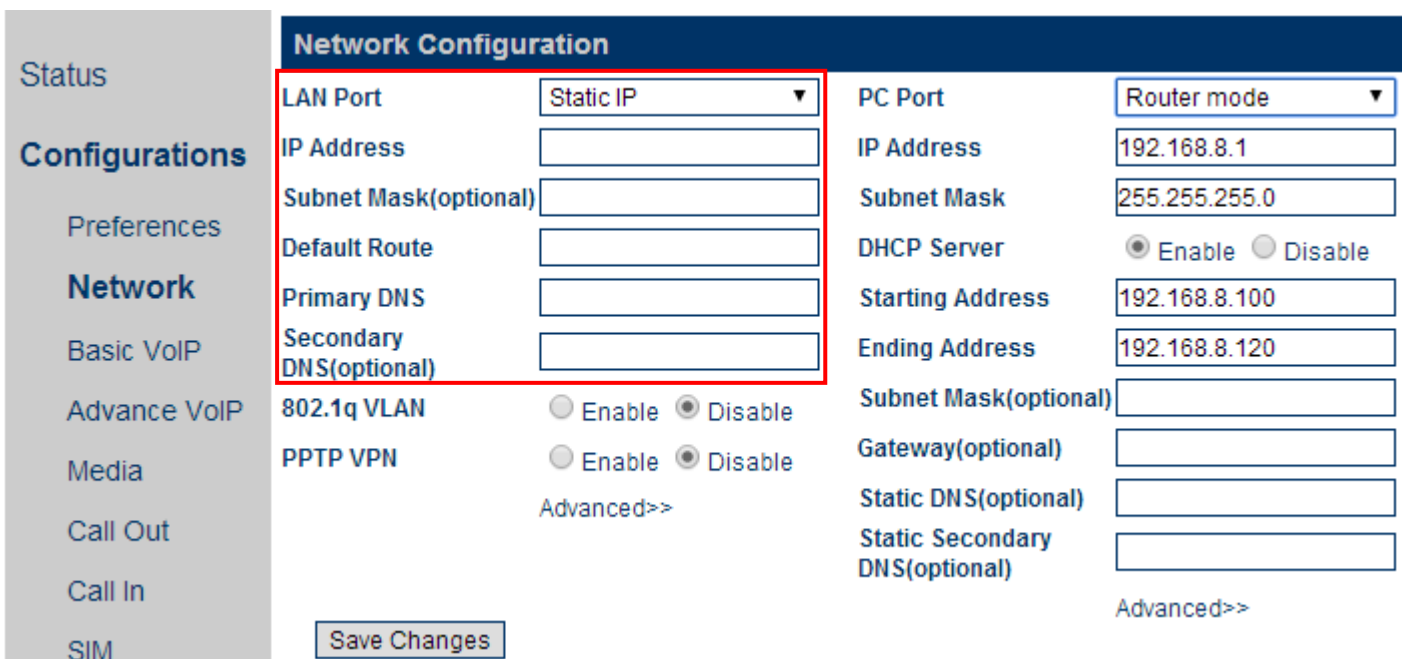 Network Configuration
Status
Configurations
Preferences
Network
Basic VoIP
Advance VoIP
Media
Call Out
Call In
SIM
LAN Port Static IP
IP Address
Subnet Mask(optional)
Default Route
Primary DNS
Secondary
DNS(optional)
802.1q VLAN Enable Disable
PPTP VPN Enable Disable
Advanced>>
Save Changes
PC Port Router mode
IP Address 192.168.8.1
Subnet Mask 255.255.255.0
DHCP Server Enable Disable
Starting Address 192.168.8.100
Ending Address 192.168.8.120
Subnet Mask(optional)
Gateway(optional)
Static DNS(optional)
Static Secondary
DNS(optional)
Advanced>>